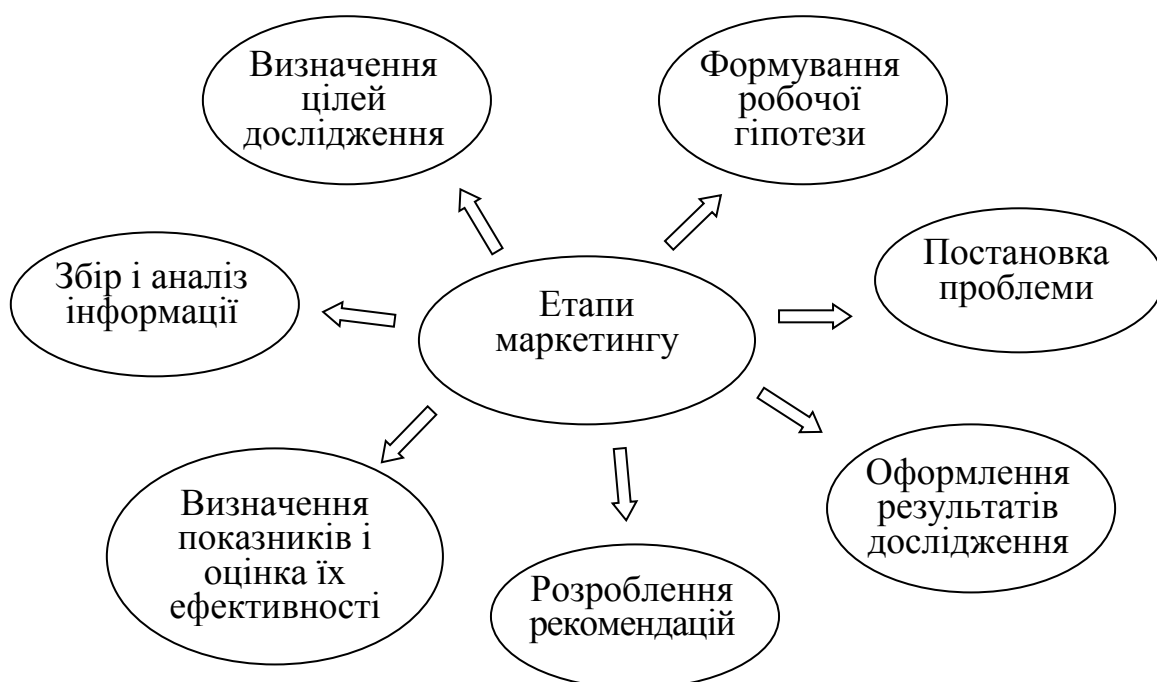 Визначення
цілей
дослідження
Формування
робочої
гіпотези
Збір і аналіз
інформації
Етапи
маркетингу
Постановка
проблеми
Визначення
показників і
оцінка їх
ефективності
Розроблення
рекомендацій
Оформлення
результатів
дослідження